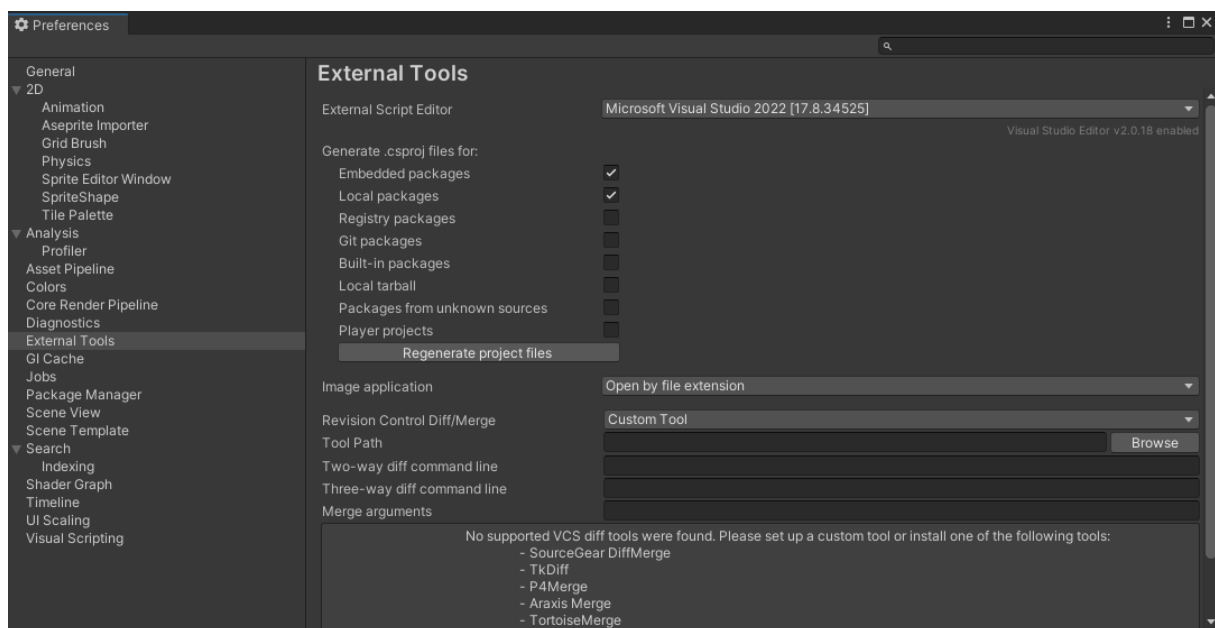 Preferences
General
2D
Animation
Aseprite Importer
Grid Brush
Physics
Sprite Editor Window
SpriteShape
Tile Palette
Analysis
Profiler
Asset Pipeline
Colors
Core Render Pipeline
Diagnostics
External Tools
GI Cache
Jobs
Package Manager
Scene View
Scene Template
Search
Indexing
Shader Graph
Timeline
UI Scaling
Visual Scripting
External Tools
External Script Editor Microsoft Visual Studio 2022 [17.8.34525]
Visual Studio Editor v2.0.18 enabled
Generate .csproj files for:
Embedded packages
Local packages
Registry packages
Git packages
Built-in packages
Local tarball
Packages from unknown sources
Player projects
Regenerate project files
Image application Open by file extension
Revision Control Diff/Merge Custom Tool
Tool Path Browse
Two-way diff command line
Three-way diff command line
Merge arguments
No supported VCS diff tools were found. Please set up a custom tool or install one of the following tools:
- SourceGear DiffMerge
- TkDiff
- P4Merge
- Araxis Merge
- TortoiseMerge